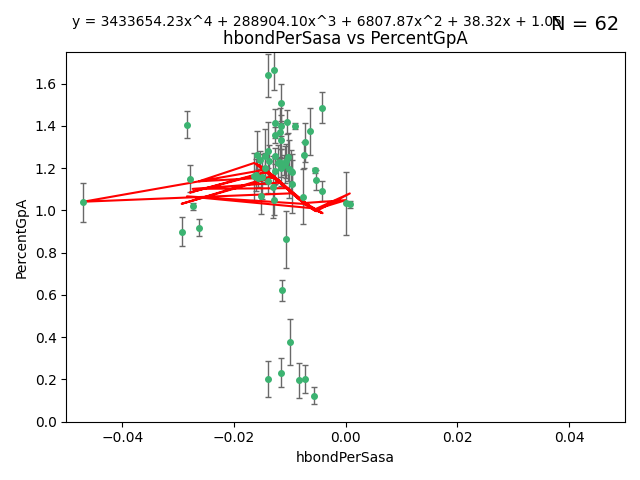 y = 3433654.23x^4 + 288904.10x^3 + 6807.87x^2 + 38.32x + 1.05
N = 62
hbondPerSasa vs PercentGpA
1.6
1.4
1.2
1.0
0.8
0.6
0.4
0.2
0.0
PercentGpA
−0.04
−0.02
0.00
0.02
0.04
hbondPerSasa